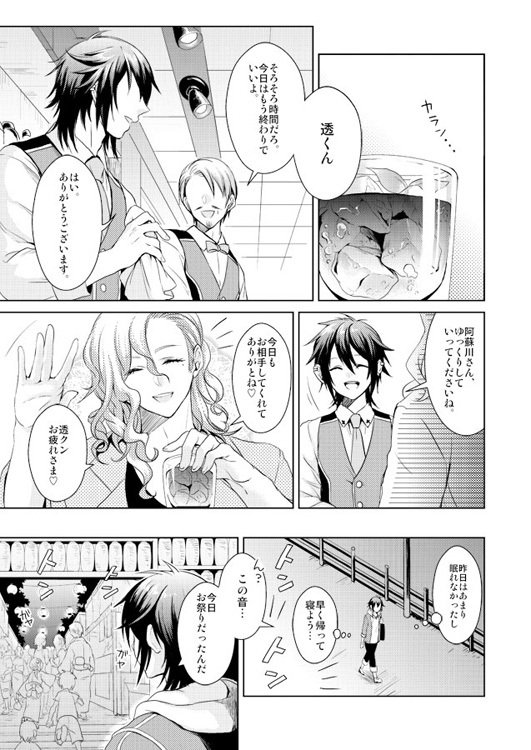 カラン・・・
透くん
そろそろ時間だろ。
今日はもう終わりで
いいよ。
はい。
ありがとうございます。
阿蘇川さん、
ゆっくりして
いってくださいね。
今日も
お相手してくれて
ありがとね♡
透クン
お疲れさま♡
昨日はあまり
眠れなかったし
早く帰って
寝よう…
トン
トン
ん？
この音…
今日
お祭りだったんだ
ガヤ
ガヤ